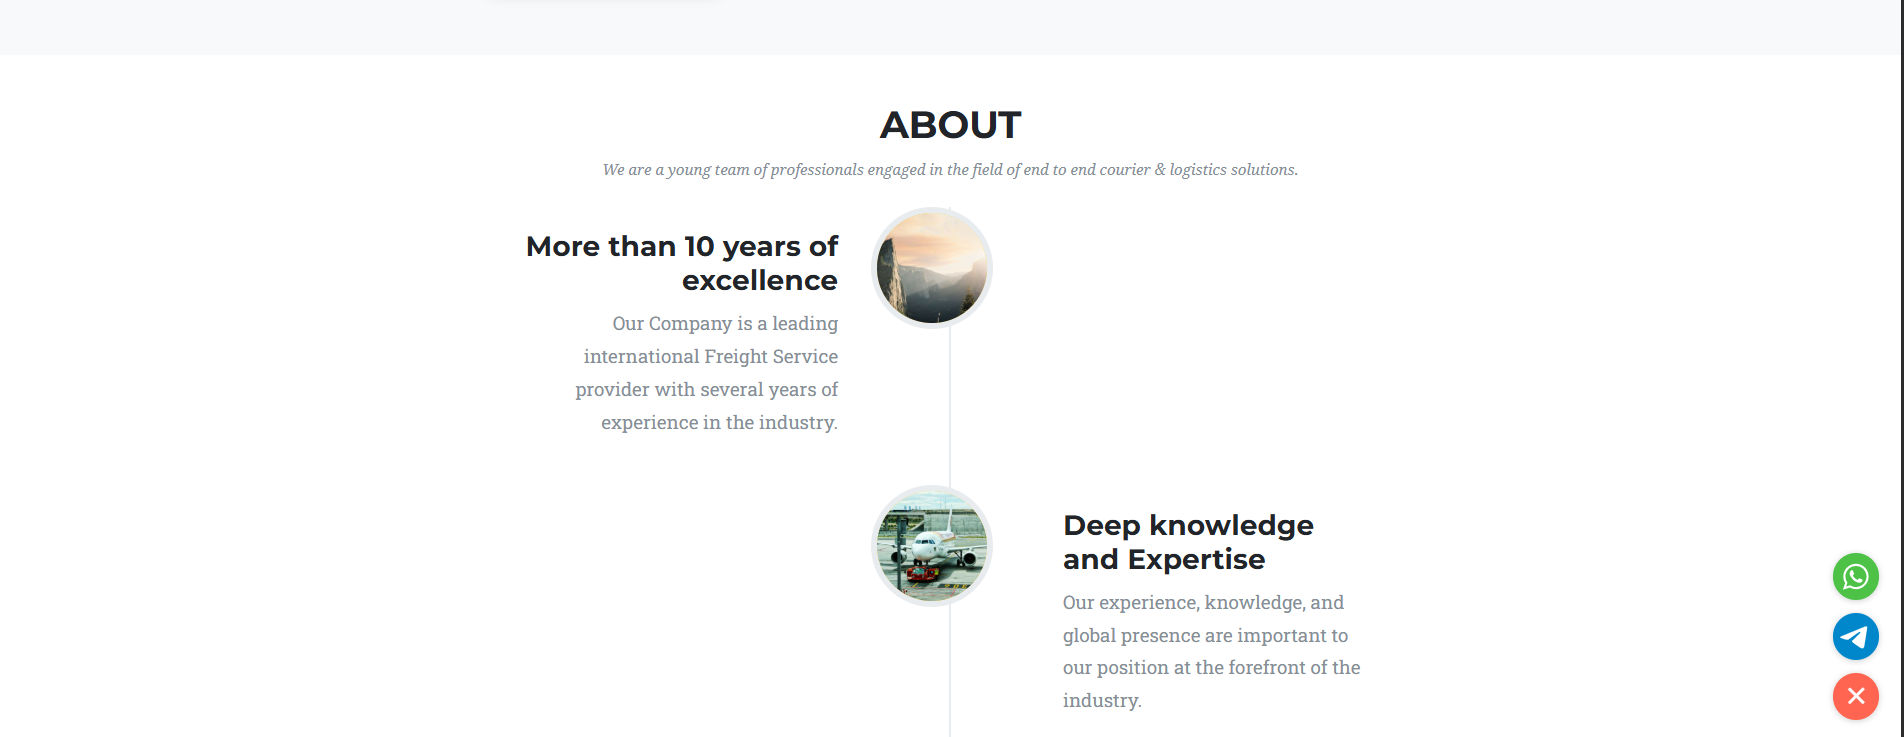 ABOUT
We are a young team of professionals engaged in the field of end to end courier & logistics solutions.
More than 10 years of
excellence
Our Company is a leading
international Freight Service
provider with several years of
experience in the industry.
Deep knowledge
and Expertise
Our experience, knowledge, and
global presence are important to
our position at the forefront of the
industry.